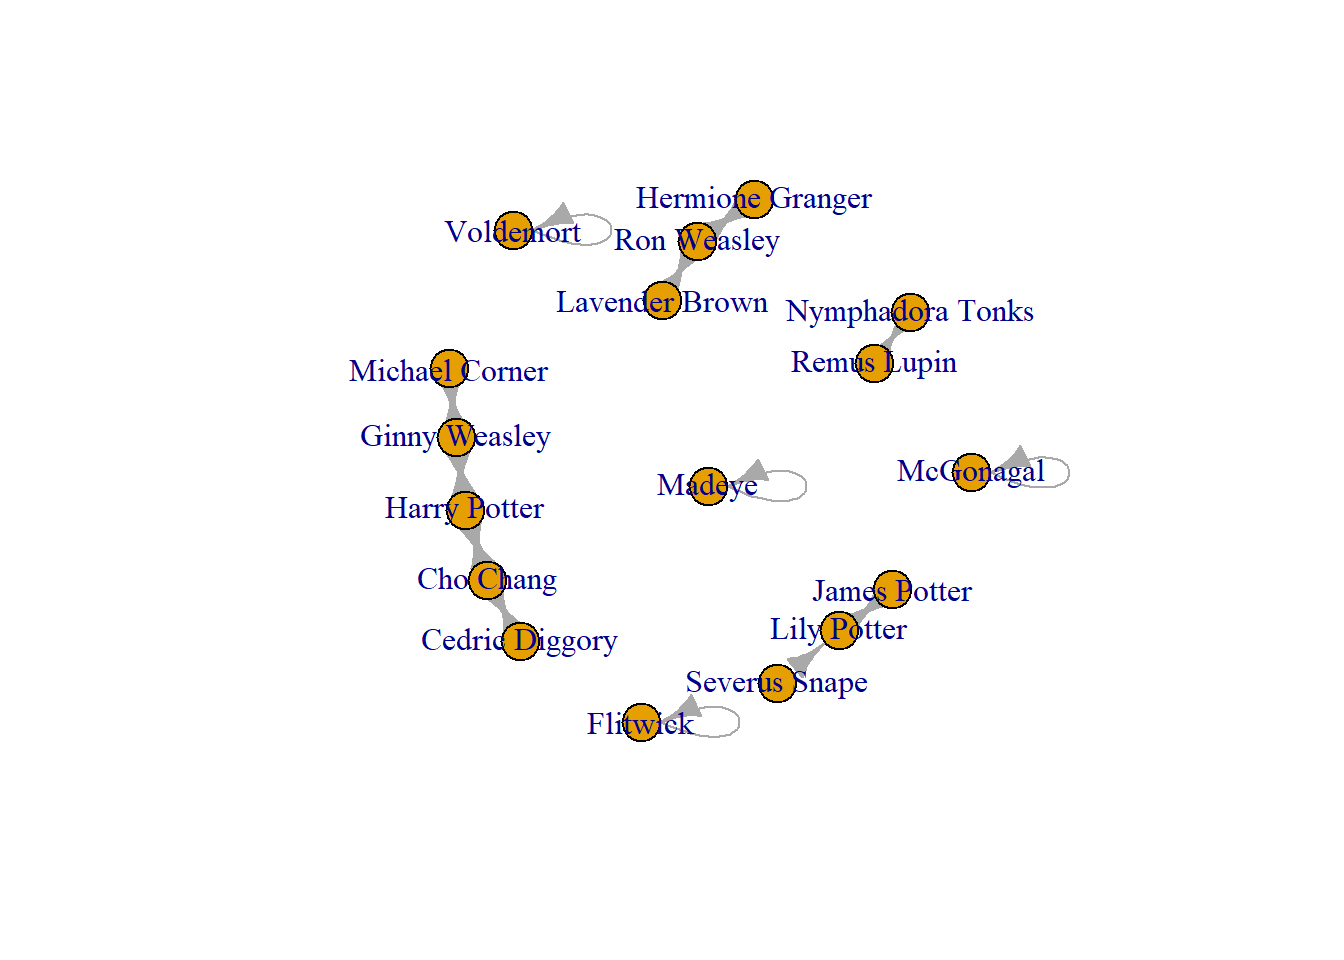 Hermione Granger
Voldemort
Ron Weasley
Lavender Brown
Nymphadora Tonks
Remus Lupin
Michael Corner
Ginny Weasley
Madeye
McGonagal
Harry Potter
Cho Chang
James Potter
Lily Potter
Cedric Diggory
Severus Snape
Flitwick